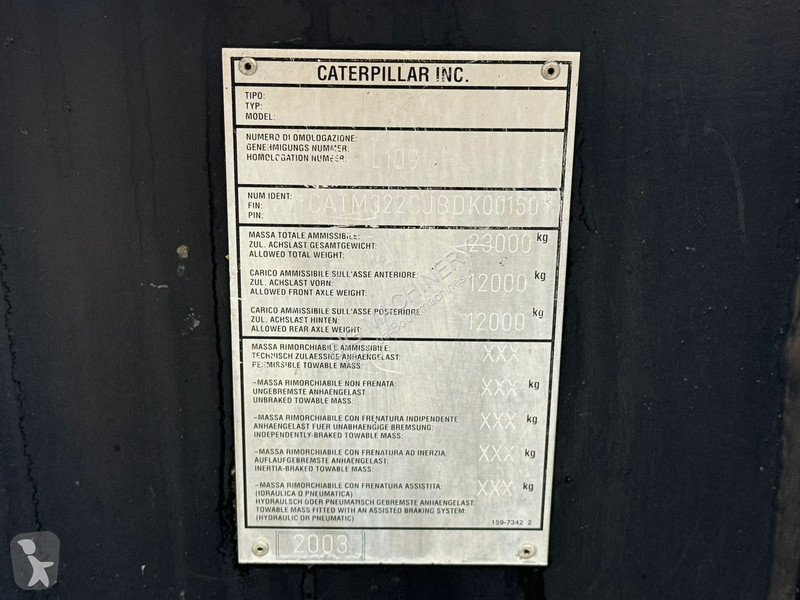 CATERPILLAR INC.
TIPO:
TYP:
MODEL:
NUMERO DI OMOLOGAZIONE:
GENEHMIGUNGS NUMMER:
HOMOLOGATION NUMBER: L109
NUM IDENT:
FIN: *CATM322CJBDK00150*
PIN:
MASSA TOTALE AMMISSIBILE:
ZUL. ACHSLAST GESAMTGEWICHT: 23000 kg
ALLOWED TOTAL WEIGHT:
CARICO AMMISSIBILE SULL'ASSE ANTERIORE:
ZUL. ACHSLAST VORN: 12000 kg
ALLOWED FRONT AXLE WEIGHT:
CARICO AMMISSIBILE SULL'ASSE POSTERIORE:
ZUL. ACHSLAST HINTEN: 12000 kg
ALLOWED REAR AXLE WEIGHT:
MASSA RIMORCHIABILE AMMISSIBILE:
TECHNISCH ZULAESSIGE ANHAENGELAST: XXX
PERMISSIBLE TOWABLE MASS:
-MASSA RIMORCHIABILE NON FRENATA:
UNGEBREMSTE ANHAENGELAST: XXX kg
UNBRAKED TOWABLE MASS:
-MASSA RIMORCHIABILE CON FRENATURA INDIPENDENTE
ANHAENGELAST FUER UNABHAENGIGE BREMSUNG: XXX kg
INDEPENDENTLY-BRAKED TOWABLE MASS:
-MASSA RIMORCHIABILE CON FRENATURA AD INERZIA:
AUFLAUFGEBREMSTE ANHAENGELAST: XXX kg
INERTIA-BRAKED TOWABLE MASS:
-MASSA RIMORCHIABILE CON FRENATURA ASSISTITA: XXX kg
(IDRAULICA O PNEUMATICA)
HYDRAULSCH ODER PNEUMATISCH GEBREMSTE ANHAENGELAST:
TOWABLE MASS FITTED WITH AN ASSISTED BRAKING SYSTEM:
(HYDRAULIC OR PNEUMATIC)
159-7342 2
2003